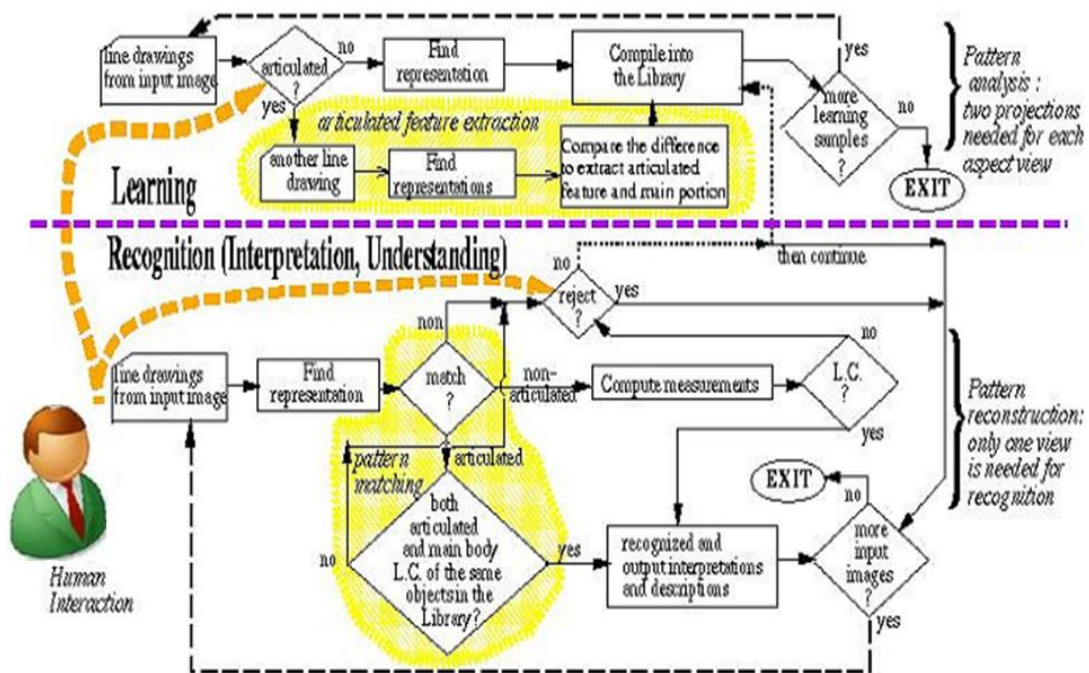 yes
line drawings
from input image
articulated
?
no
Find
representation
Compile into
the Library
more
learning
samples
?
no
EXIT
Pattern
analysis :
two projections
needed for each
aspect view
yes
articulated feature extraction
another line
drawing
Find
representations
Compare the difference
to extract articulated
feature and main portion
Learning
Recognition (Interpretation, Understanding)
no
then continue
reject
?
yes
non
no
line drawings
from input image
Find
representation
match
?
non-
articulated
Compute measurements
L.C.
?
yes
Pattern
reconstruction:
only one view
is needed for
recognition
articulated
pattern
matching
EXIT
no
both
articulated
and main body
L.C. of the same
objects in the
Library?
no
yes
recognized and
output interpretations
and descriptions
more
input
images
?
yes
Human
Interaction